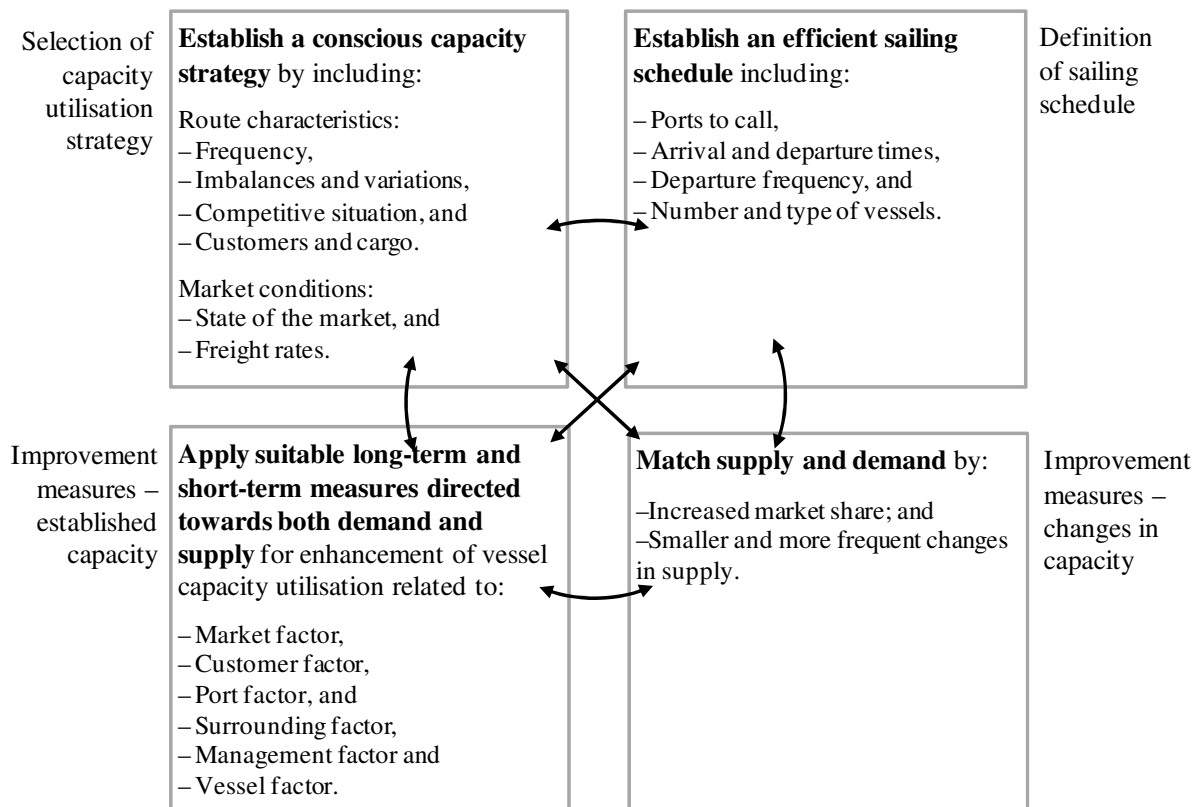 Selection of
capacity
utilisation
strategy
Establish a conscious capacity
strategy by including:
Route characteristics:
– Frequency,
– Imbalances and variations,
– Competitive situation, and
– Customers and cargo.
Market conditions:
– State of the market, and
– Freight rates.
Establish an efficient sailing
schedule including:
– Ports to call,
– Arrival and departure times,
– Departure frequency, and
– Number and type of vessels.
Definition
of sailing
schedule
Improvement
measures –
established
capacity
Apply suitable long-term and
short-term measures directed
towards both demand and
supply for enhancement of vessel
capacity utilisation related to:
– Market factor,
– Customer factor,
– Port factor, and
– Surrounding factor,
– Management factor and
– Vessel factor.
Match supply and demand by:
–Increased market share; and
–Smaller and more frequent changes
in supply.
Improvement
measures –
changes in
capacity